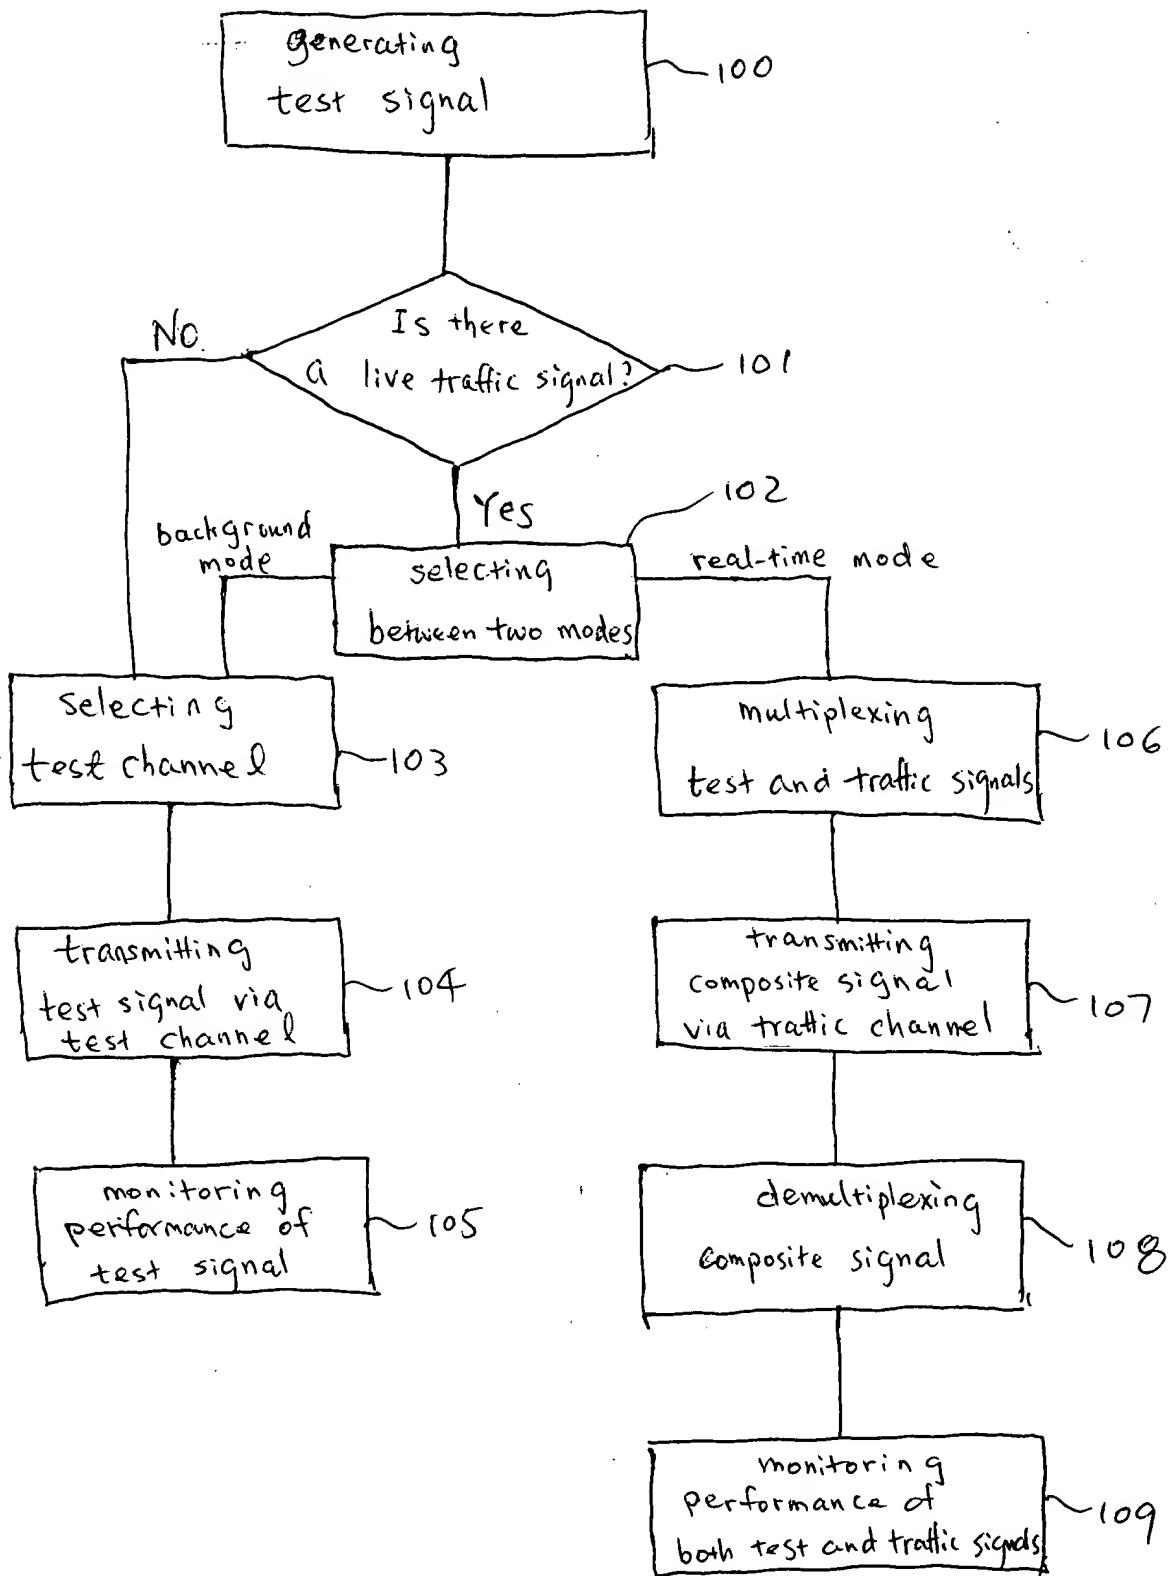 generating
test signal
100
Is there
a live traffic signal?
101
No.
Yes
102
background
mode
selecting
between two modes
real-time mode
selecting
test channel
103
multiplexing
test and traffic signals
106
transmitting
test signal via
test channel
104
transmitting
composite signal
via traffic channel
107
monitoring
performance of
test signal
105
demultiplexing
composite signal
108
monitoring
performance of
both test and traffic signals
109